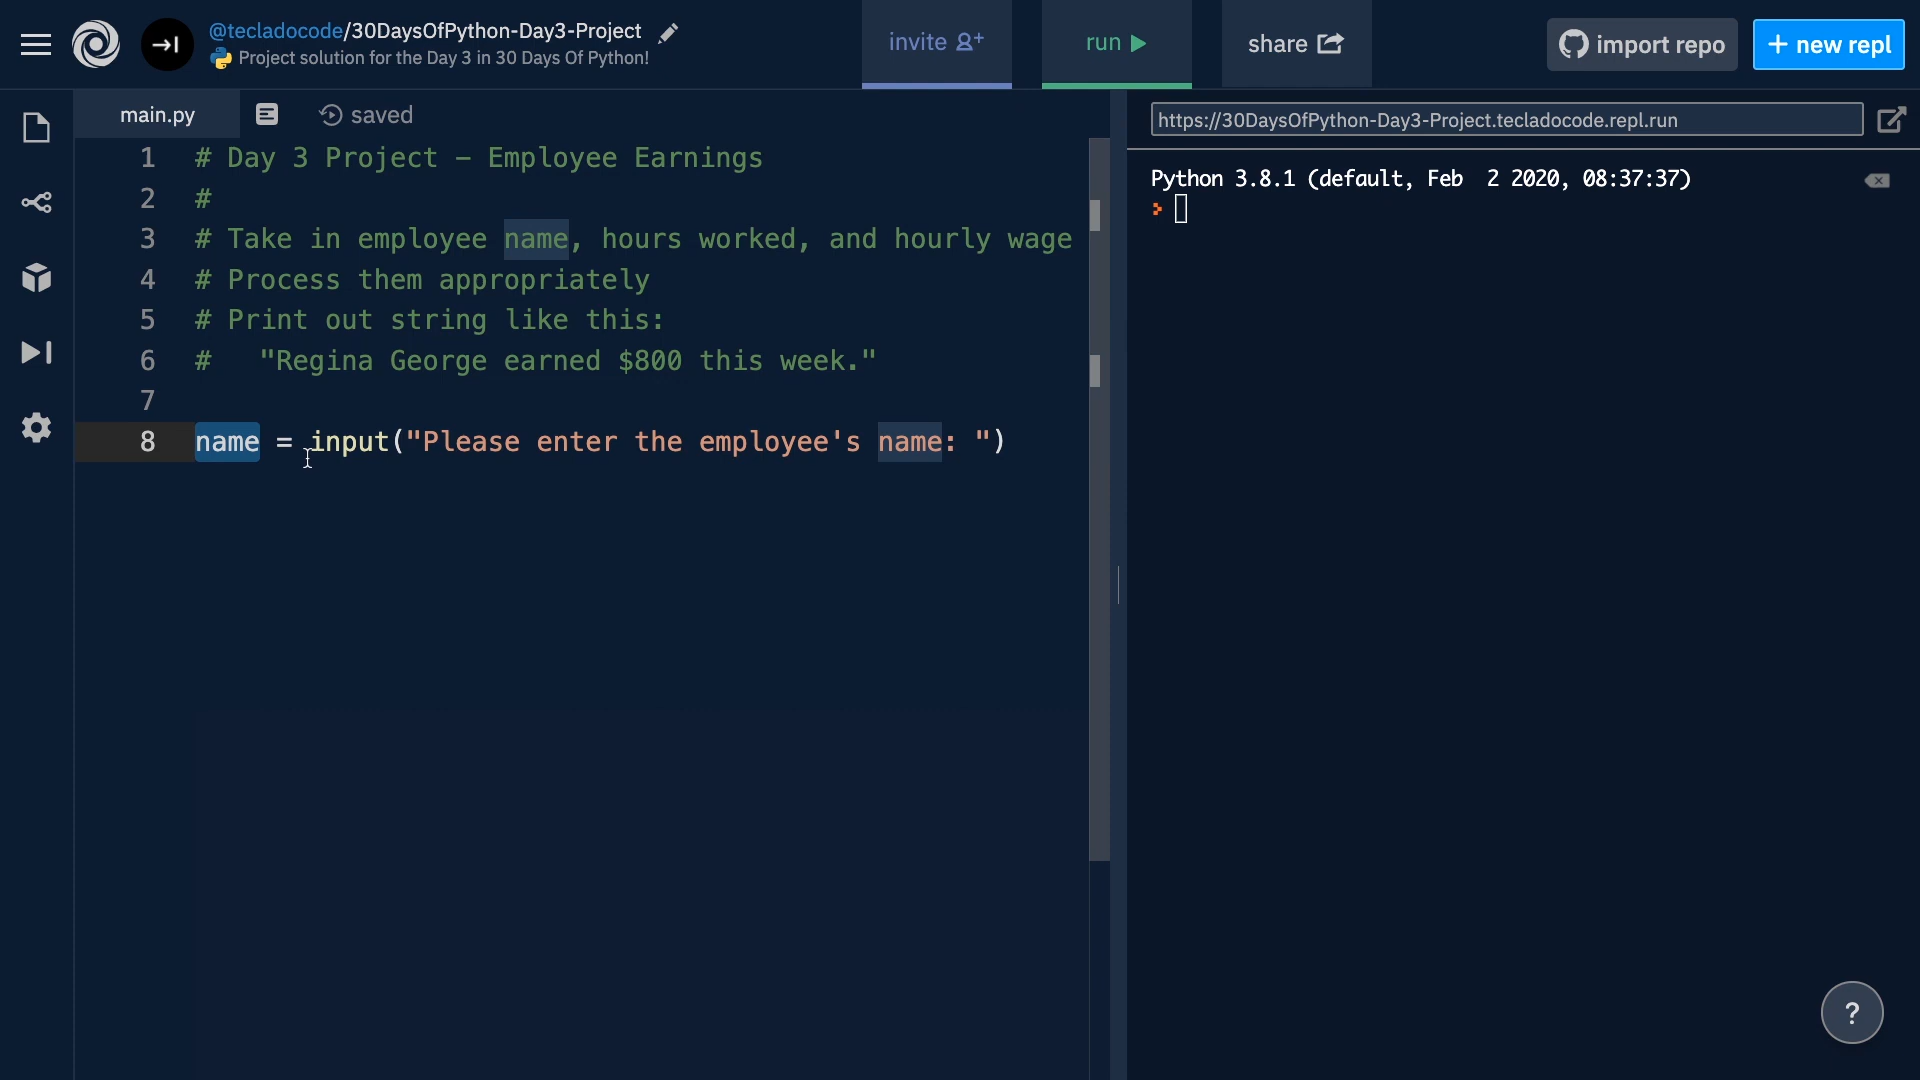 @tecladocode/30DaysOfPython-Day3-Project
Project solution for the Day 3 in 30 Days Of Python!
invite
run
share
import repo
+ new repl
main.py
saved
https://30DaysOfPython-Day3-Project.tecladocode.repl.run
1 # Day 3 Project – Employee Earnings
2 #
3 # Take in employee name, hours worked, and hourly wage
4 # Process them appropriately
5 # Print out string like this:
6 #   "Regina George earned $800 this week."
7
8 name = input("Please enter the employee's name: ")
Python 3.8.1 (default, Feb  2 2020, 08:37:37)
?